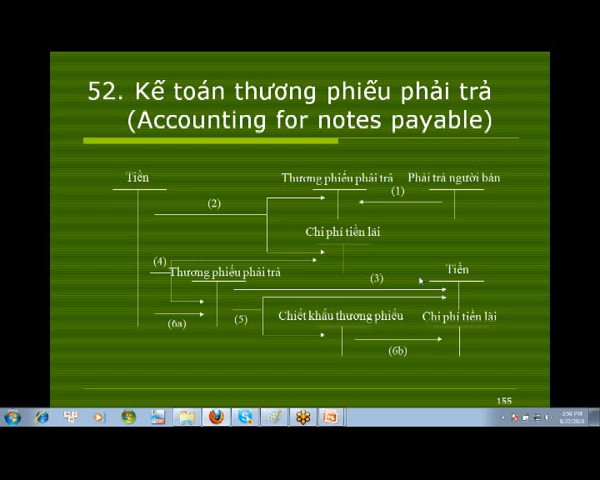 52. Kế toán thương phiếu phải trả
(Accounting for notes payable)
Tiền
Thương phiếu phải trả
Phải trả người bán
(1)
(2)
Chi phí tiền lãi
(4)
Thương phiếu phải trả
(3)
Tiền
(6a)
(5)
Chiết khấu thương phiếu
Chi phí tiền lãi
(6b)
155